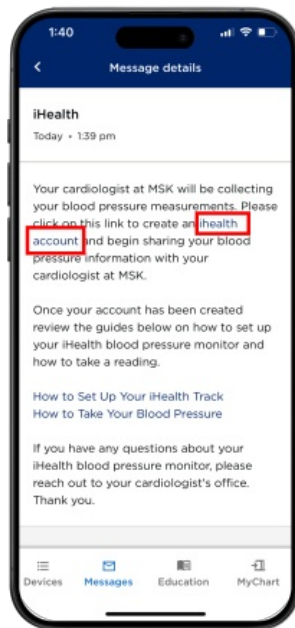 1:40
Message details
iHealth
Today • 1:39 pm
Your cardiologist at MSK will be collecting
your blood pressure measurements. Please
click on this link to create an ihealth
account and begin sharing your blood
pressure information with your
cardiologist at MSK.
Once your account has been created
review the guides below on how to set up
your iHealth blood pressure monitor and
how to take a reading.
How to Set Up Your iHealth Track
How to Take Your Blood Pressure
If you have any questions about your
iHealth blood pressure monitor, please
reach out to your cardiologist's office.
Thank you.
Devices Messages Education MyChart